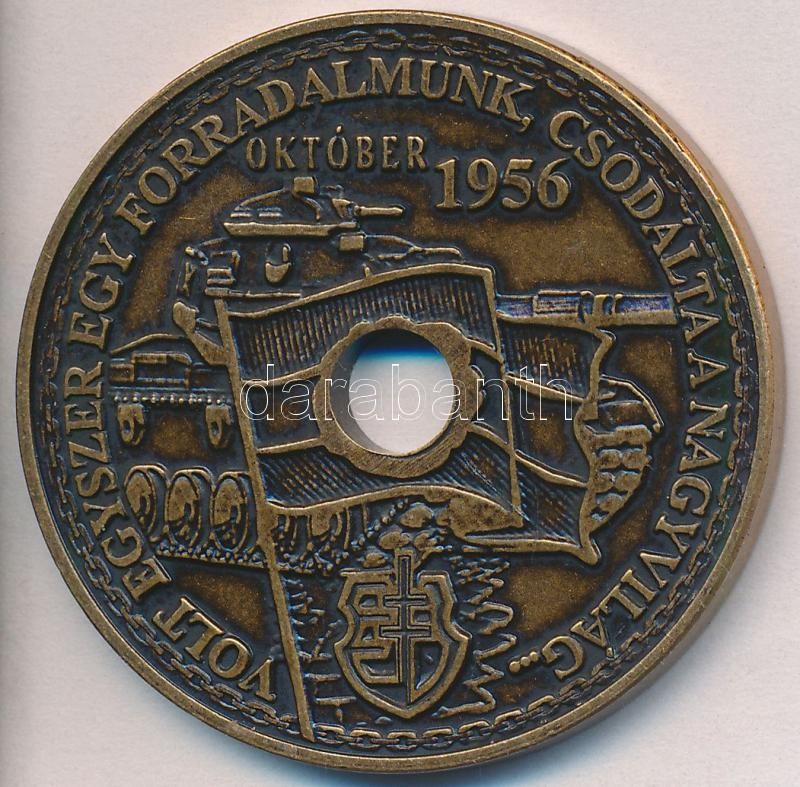 VOLT EGYSZER EGY FORRADALMUNK, CSODÁLTA A NAGYVILÁG...
OKTÓBER
1956
darabanth